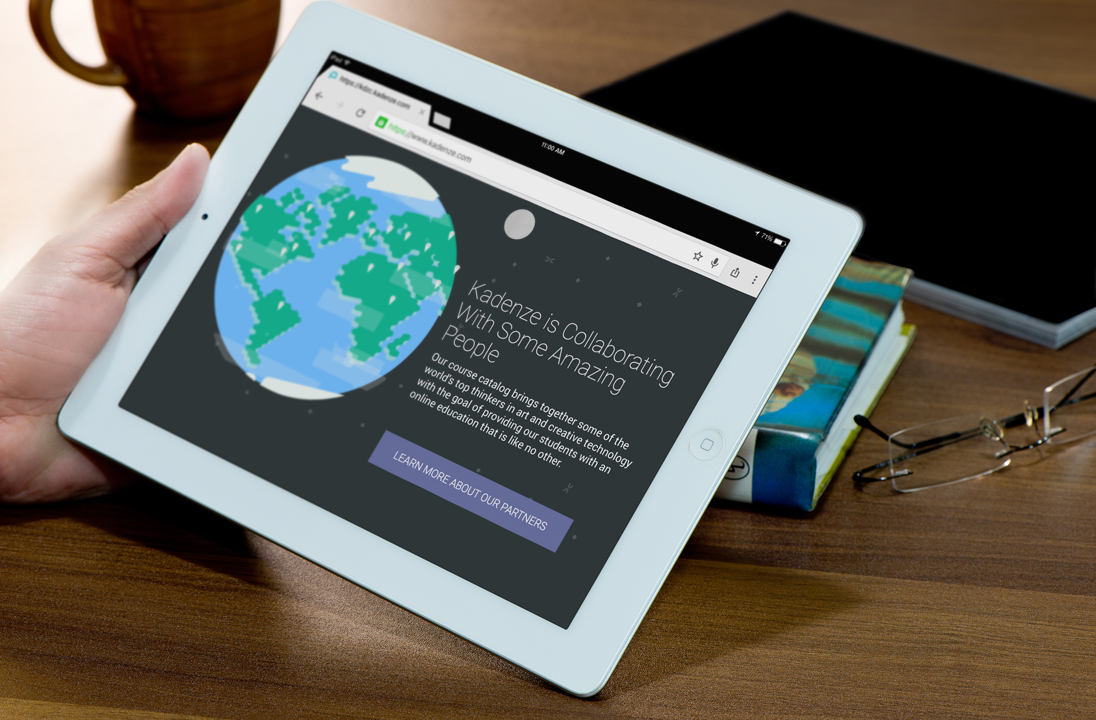 iPad
11:00 AM
71%
https://kdzc.kadenze.com
https://www.kadenze.com
Kadenze is Collaborating
With Some Amazing
People
Our course catalog brings together some of the
world's top thinkers in art and creative technology
with the goal of providing our students with an
online education that is like no other.
LEARN MORE ABOUT OUR PARTNERS